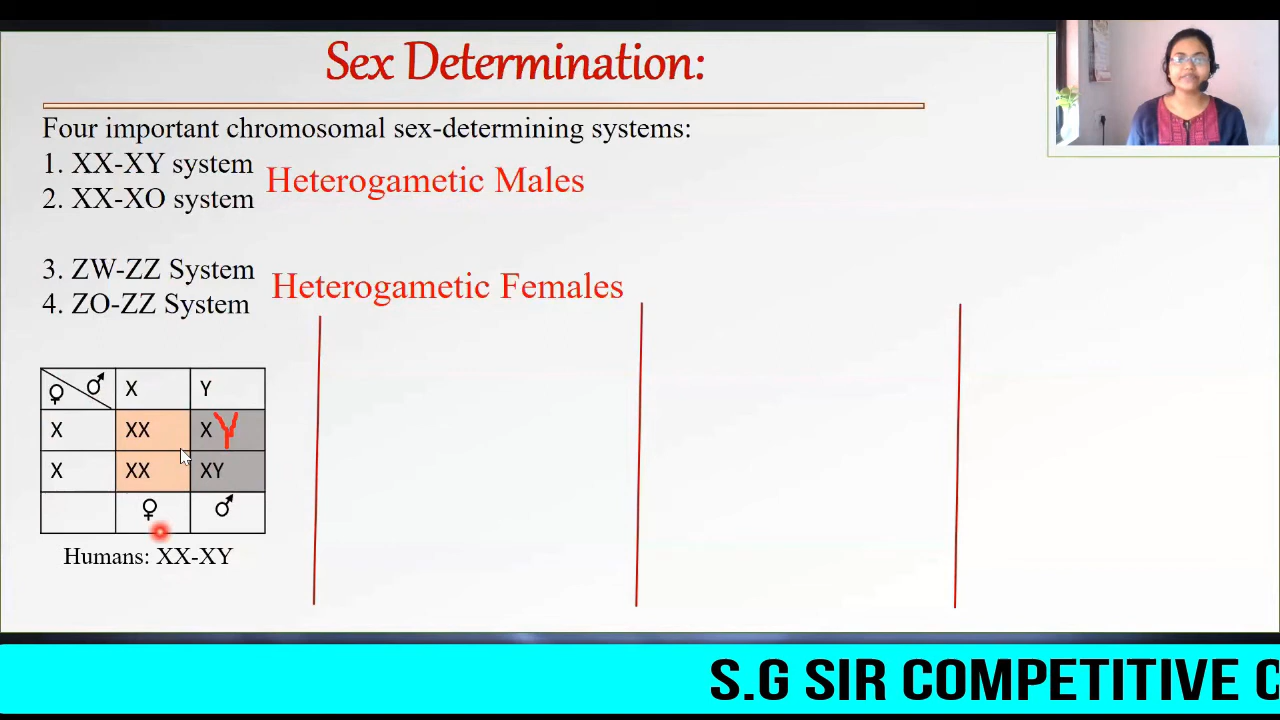 Sex Determination:
Four important chromosomal sex-determining systems:
1. XX-XY system
Heterogametic Males
2. XX-XO system
3. ZW-ZZ System
Heterogametic Females
4. ZO-ZZ System
♀ ♂ X Y
X XX XY
X XX XY
♀ ♂
Humans: XX-XY
S.G SIR COMPETITIVE C